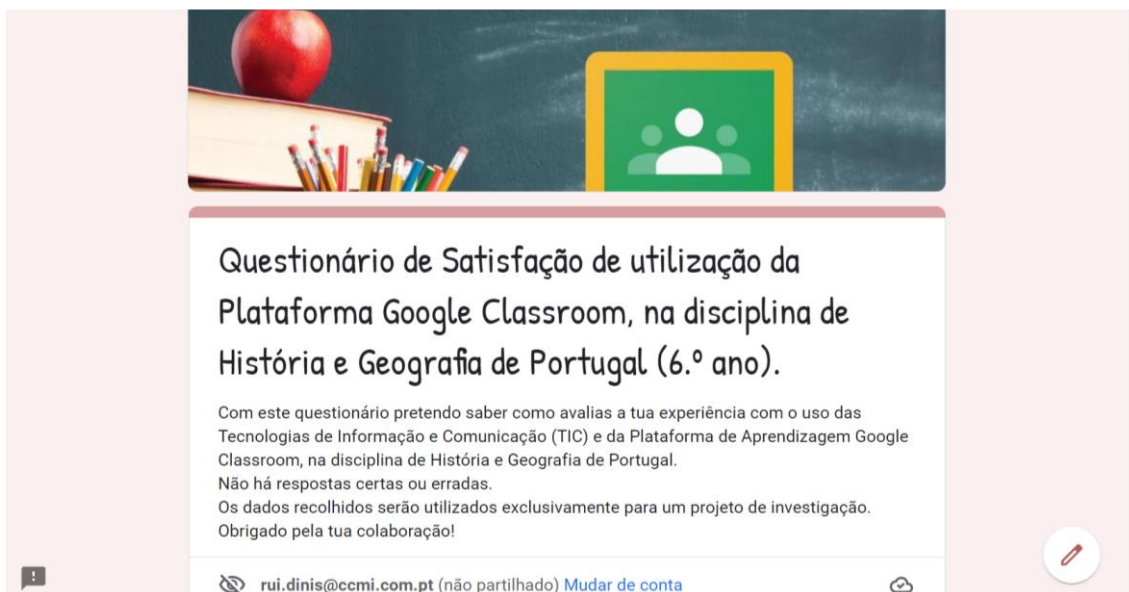 Questionário de Satisfação de utilização da
Plataforma Google Classroom, na disciplina de
História e Geografia de Portugal (6.º ano).
Com este questionário pretendo saber como avalias a tua experiência com o uso das
Tecnologias de Informação e Comunicação (TIC) e da Plataforma de Aprendizagem Google
Classroom, na disciplina de História e Geografia de Portugal.
Não há respostas certas ou erradas.
Os dados recolhidos serão utilizados exclusivamente para um projeto de investigação.
Obrigado pela tua colaboração!
rui.dinis@ccmi.com.pt (não partilhado) Mudar de conta